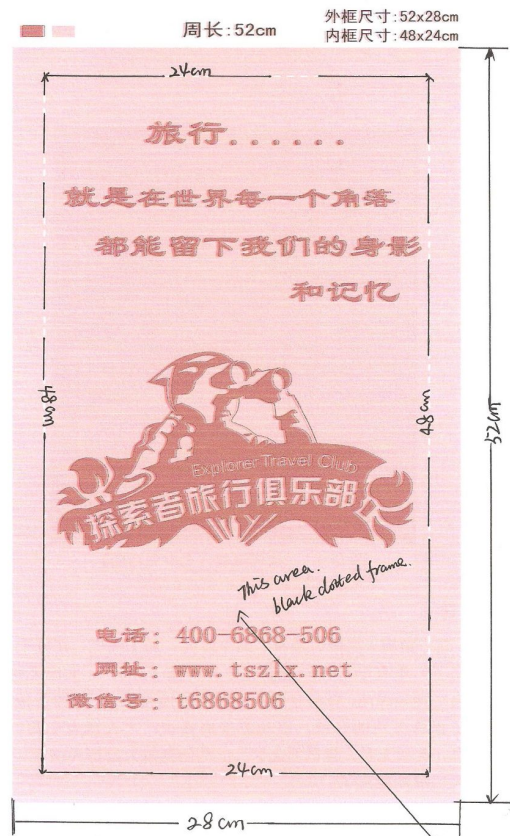 外框尺寸:52x28cm
周长:52cm
内框尺寸:48x24cm
24cm
旅行......
就是在世界每一个角落
都能留下我们的身影
和记忆
48cm
48cm
52cm
Explorer Travel Club
探索者旅行俱乐部
This area.
black dotted frame.
电话: 400-6868-506
网址: www.tszlx.net
微信号: t6868506
24cm
28cm